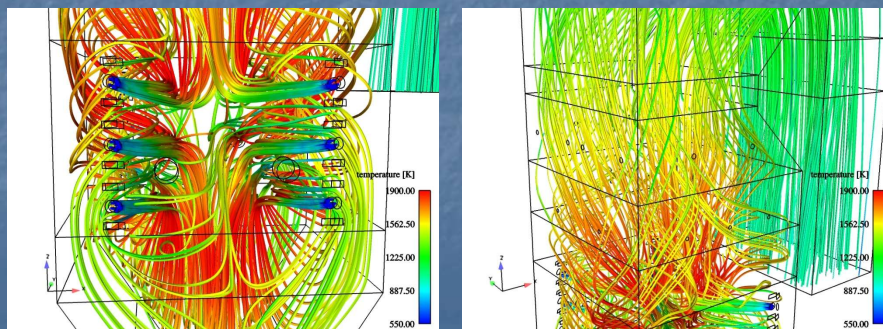 temperature [K]
1900.00
1562.50
1225.00
887.50
550.00
Z
Y
X
temperature [K]
1900.00
1562.50
1225.00
887.50
550.00
Z
Y
X